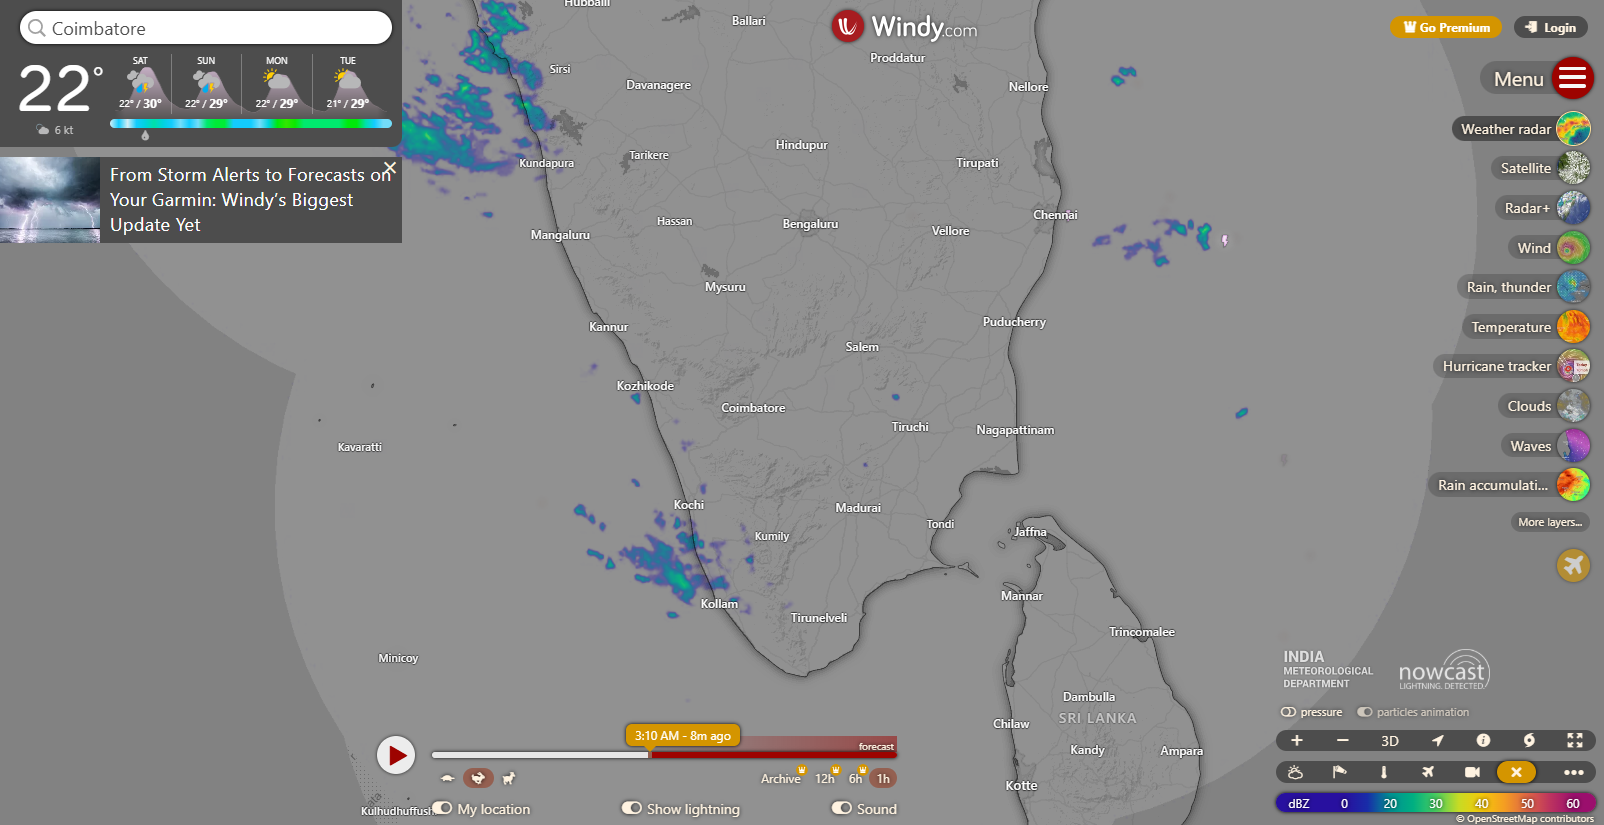 Coimbatore
22°
6 kt
SAT SUN MON TUE
22° / 30° 22° / 29° 22° / 29° 21° / 29°
From Storm Alerts to Forecasts on
Your Garmin: Windy's Biggest
Update Yet
Windy.com
Go Premium
Login
Menu
Weather radar
Satellite
Radar+
Wind
Rain, thunder
Temperature
Hurricane tracker
Clouds
Waves
Rain accumulati...
More layers...
Hubballi
Ballari
Proddatur
Sirsi
Davanagere
Nellore
Hindupur
Kundapura
Tarikere
Tirupati
Hassan
Bengaluru
Chennai
Mangaluru
Vellore
Mysuru
Kannur
Puducherry
Salem
Kozhikode
Coimbatore
Tiruchi
Nagapattinam
Kavaratti
Kochi
Madurai
Tondi
Kumily
Jaffna
Kollam
Mannar
Tirunelveli
Trincomalee
Minicoy
Dambulla
SRI LANKA
Chilaw
Kandy
Ampara
Kotte
Kulhudhuffushi
INDIA
METEOROLOGICAL
DEPARTMENT
nowcast
LIGHTNING. DETECTED.
pressure
particles animation
3D
3:10 AM - 8m ago
forecast
Archive 12h 6h 1h
My location
Show lightning
Sound
dBZ 0 20 30 40 50 60
© OpenStreetMap contributors